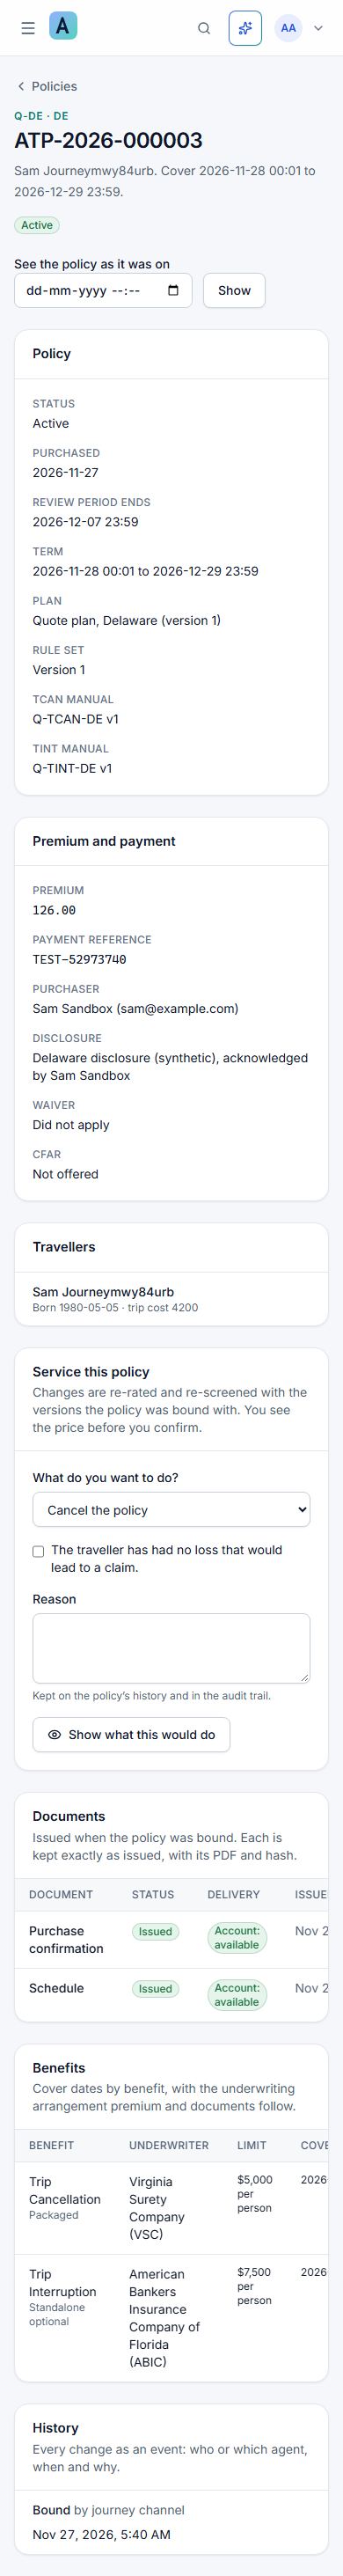 A
AA
Policies
Q-DE · DE
ATP-2026-000003
Sam Journeymwy84urb. Cover 2026-11-28 00:01 to
2026-12-29 23:59.
Active
See the policy as it was on
dd-mm-yyyy --:--
Show
Policy
STATUS
Active
PURCHASED
2026-11-27
REVIEW PERIOD ENDS
2026-12-07 23:59
TERM
2026-11-28 00:01 to 2026-12-29 23:59
PLAN
Quote plan, Delaware (version 1)
RULE SET
Version 1
TCAN MANUAL
Q-TCAN-DE v1
TINT MANUAL
Q-TINT-DE v1
Premium and payment
PREMIUM
126.00
PAYMENT REFERENCE
TEST-52973740
PURCHASER
Sam Sandbox (sam@example.com)
DISCLOSURE
Delaware disclosure (synthetic), acknowledged
by Sam Sandbox
WAIVER
Did not apply
CFAR
Not offered
Travellers
Sam Journeymwy84urb
Born 1980-05-05 · trip cost 4200
Service this policy
Changes are re-rated and re-screened with the
versions the policy was bound with. You see
the price before you confirm.
What do you want to do?
Cancel the policy
The traveller has had no loss that would
lead to a claim.
Reason
Kept on the policy's history and in the audit trail.
Show what this would do
Documents
Issued when the policy was bound. Each is
kept exactly as issued, with its PDF and hash.
DOCUMENT STATUS DELIVERY ISSUE
Purchase
confirmation
Issued
Account:
available
Nov 2
Schedule
Issued
Account:
available
Nov 2
Benefits
Cover dates by benefit, with the underwriting
arrangement premium and documents follow.
BENEFIT UNDERWRITER LIMIT COVE
Trip
Cancellation
Packaged
Virginia
Surety
Company
(VSC)
$5,000
per
person
2026
Trip
Interruption
Standalone
optional
American
Bankers
Insurance
Company of
Florida
(ABIC)
$7,500
per
person
2026
History
Every change as an event: who or which agent,
when and why.
Bound by journey channel
Nov 27, 2026, 5:40 AM